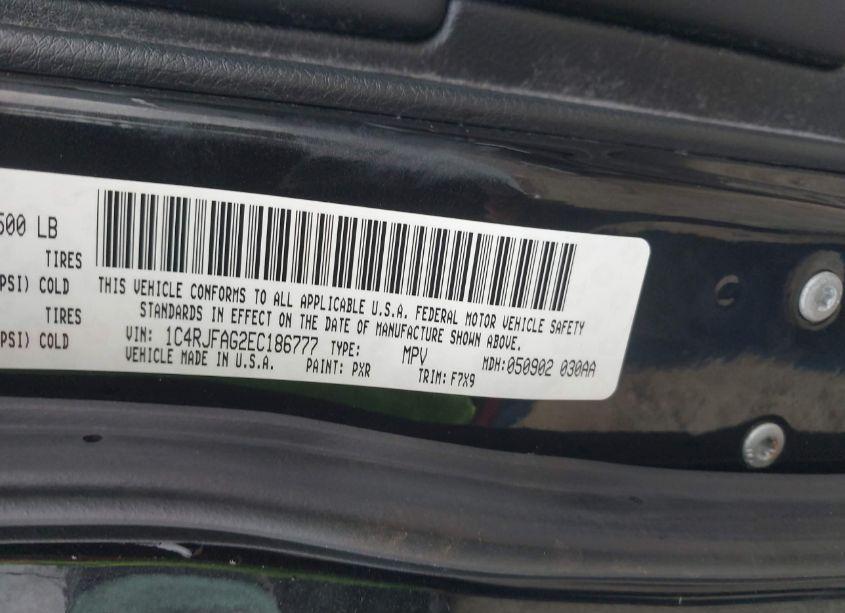 500 LB
TIRES
PSI) COLD
TIRES
PSI) COLD
THIS VEHICLE CONFORMS TO ALL APPLICABLE U.S.A. FEDERAL MOTOR VEHICLE SAFETY
STANDARDS IN EFFECT ON THE DATE OF MANUFACTURE SHOWN ABOVE.
VIN: 1C4RJFAG2EC186777 TYPE: MPV MDH:050902 030AA
VEHICLE MADE IN U.S.A. PAINT: PXR TRIM: F7X9